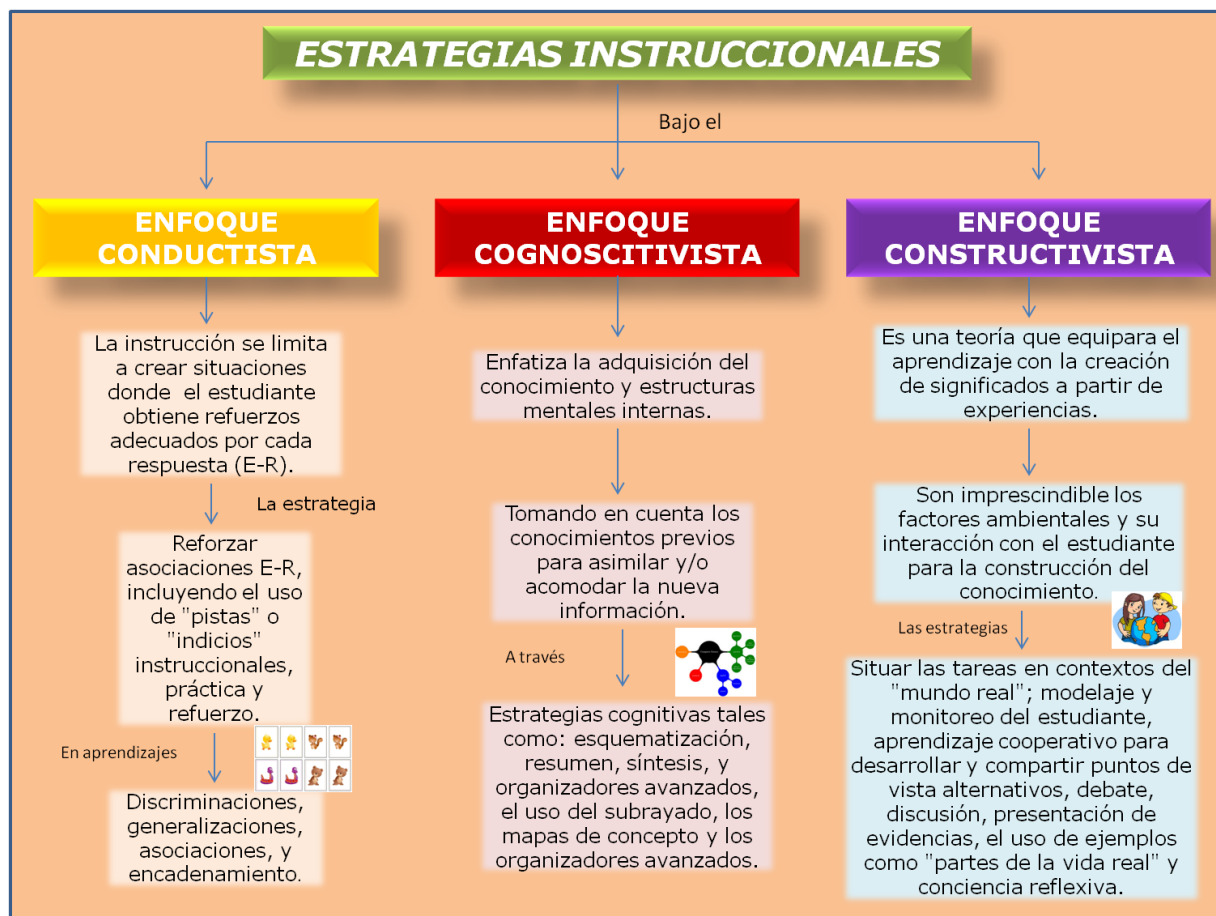 ESTRATEGIAS INSTRUCCIONALES
Bajo el
ENFOQUE
CONDUCTISTA
La instrucción se limita
a crear situaciones
donde el estudiante
obtiene refuerzos
adecuados por cada
respuesta (E-R).
La estrategia
Reforzar
asociaciones E-R,
incluyendo el uso
de "pistas" o
"indicios"
instruccionales,
práctica y
refuerzo.
En aprendizajes
Discriminaciones,
generalizaciones,
asociaciones, y
encadenamiento.
ENFOQUE
COGNOSCITIVISTA
Enfatiza la adquisición del
conocimiento y estructuras
mentales internas.
Tomando en cuenta los
conocimientos previos
para asimilar y/o
acomodar la nueva
información.
A través
Estrategias cognitivas tales
como: esquematización,
resumen, síntesis, y
organizadores avanzados,
el uso del subrayado, los
mapas de concepto y los
organizadores avanzados.
ENFOQUE
CONSTRUCTIVISTA
Es una teoría que equipara el
aprendizaje con la creación
de significados a partir de
experiencias.
Son imprescindible los
factores ambientales y su
interacción con el estudiante
para la construcción del
conocimiento.
Las estrategias
Situar las tareas en contextos del
"mundo real"; modelaje y
monitoreo del estudiante,
aprendizaje cooperativo para
desarrollar y compartir puntos de
vista alternativos, debate,
discusión, presentación de
evidencias, el uso de ejemplos
como "partes de la vida real" y
conciencia reflexiva.